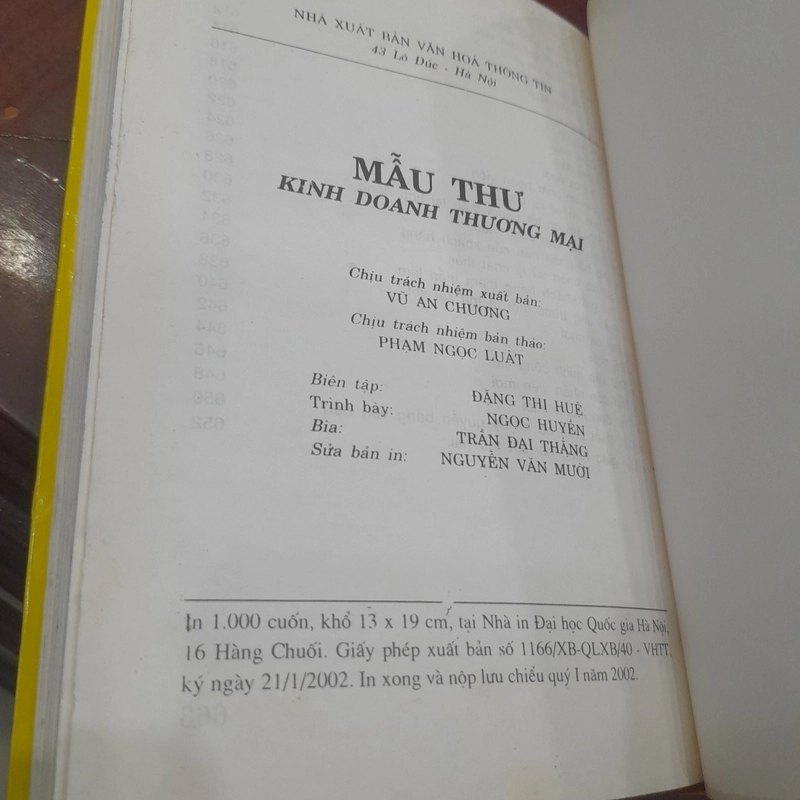 NHÀ XUẤT BẢN VĂN HOÁ THÔNG TIN
43 Lò Đúc - Hà Nội
MẪU THƯ
KINH DOANH THƯƠNG MẠI
Chịu trách nhiệm xuất bản:
VŨ AN CHƯƠNG
Chịu trách nhiệm bản thảo:
PHẠM NGỌC LUẬT
Biên tập: ĐẶNG THỊ HUỆ
Trình bày: NGỌC HUYỀN
Bìa: TRẦN ĐẠI THẮNG
Sửa bản in: NGUYỄN VĂN MƯỜI
In 1.000 cuốn, khổ 13 x 19 cm, tại Nhà in Đại học Quốc gia Hà Nội,
16 Hàng Chuối. Giấy phép xuất bản số 1166/XB-QLXB/40 - VHTT.
ký ngày 21/1/2002. In xong và nộp lưu chiểu quý I năm 2002.